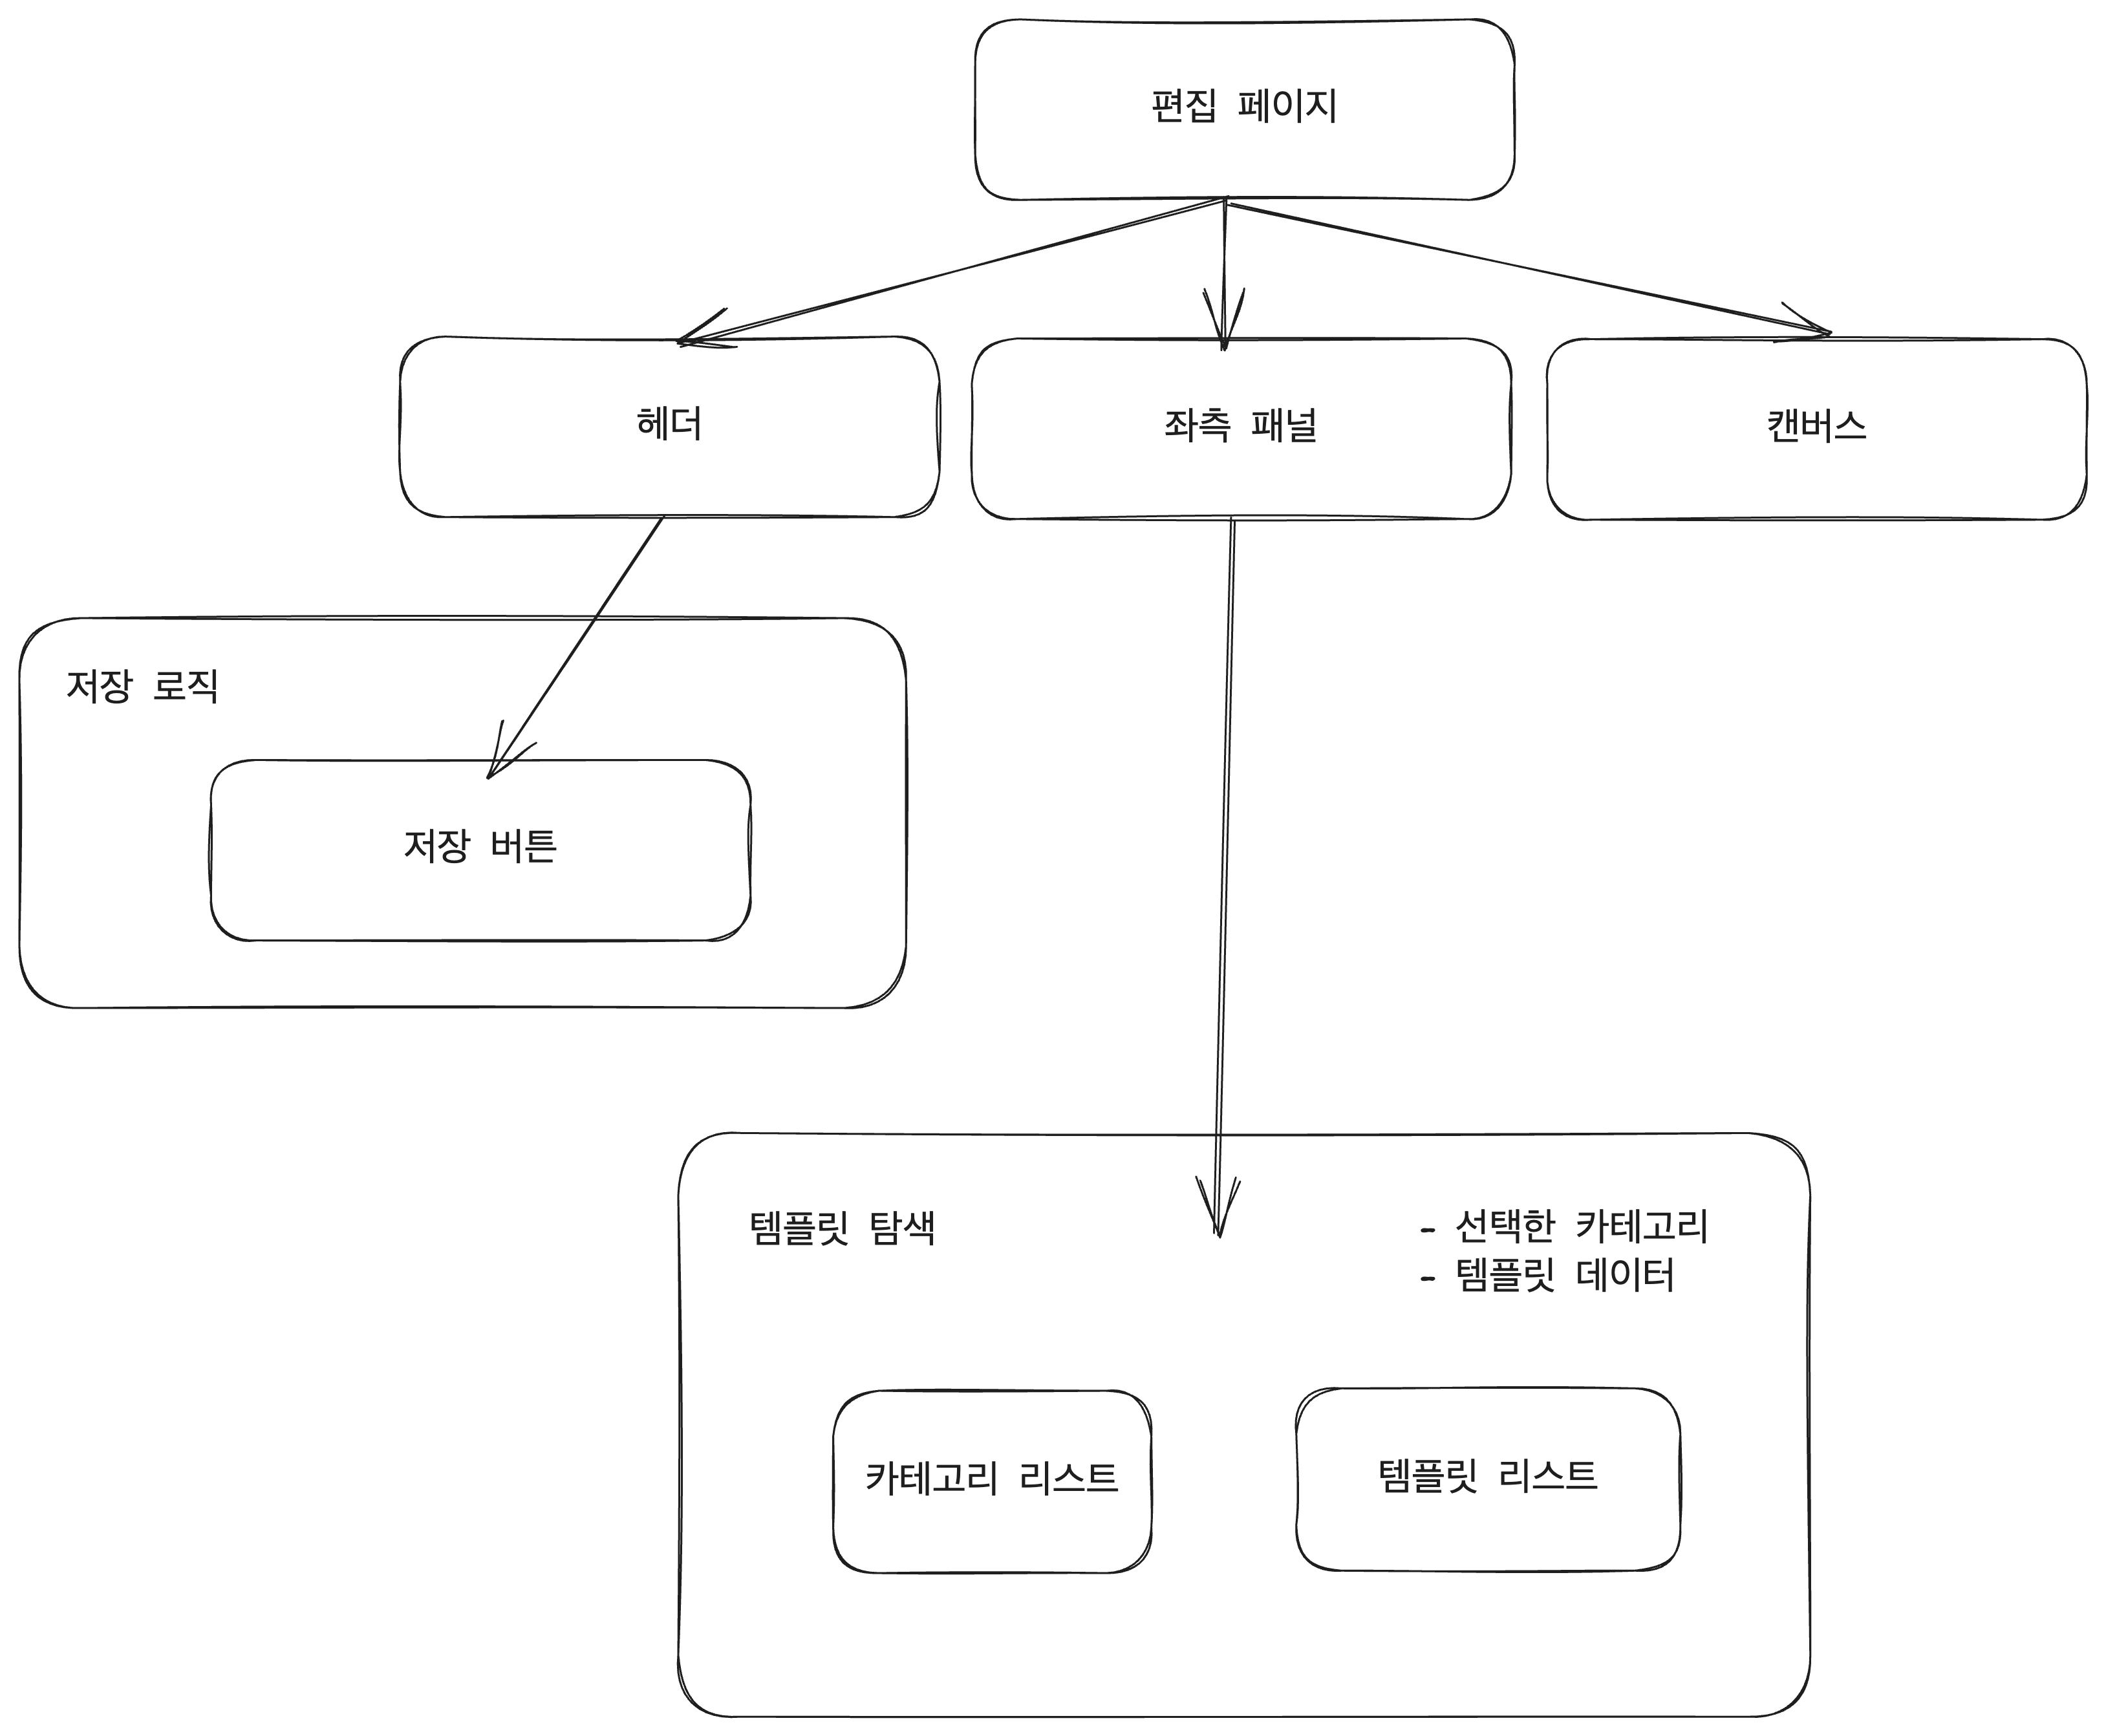 편집 페이지
헤더
좌측 패널
캔버스
저장 로직
저장 버튼
템플릿 탐색
- 선택한 카테고리
- 템플릿 데이터
카테고리 리스트
템플릿 리스트